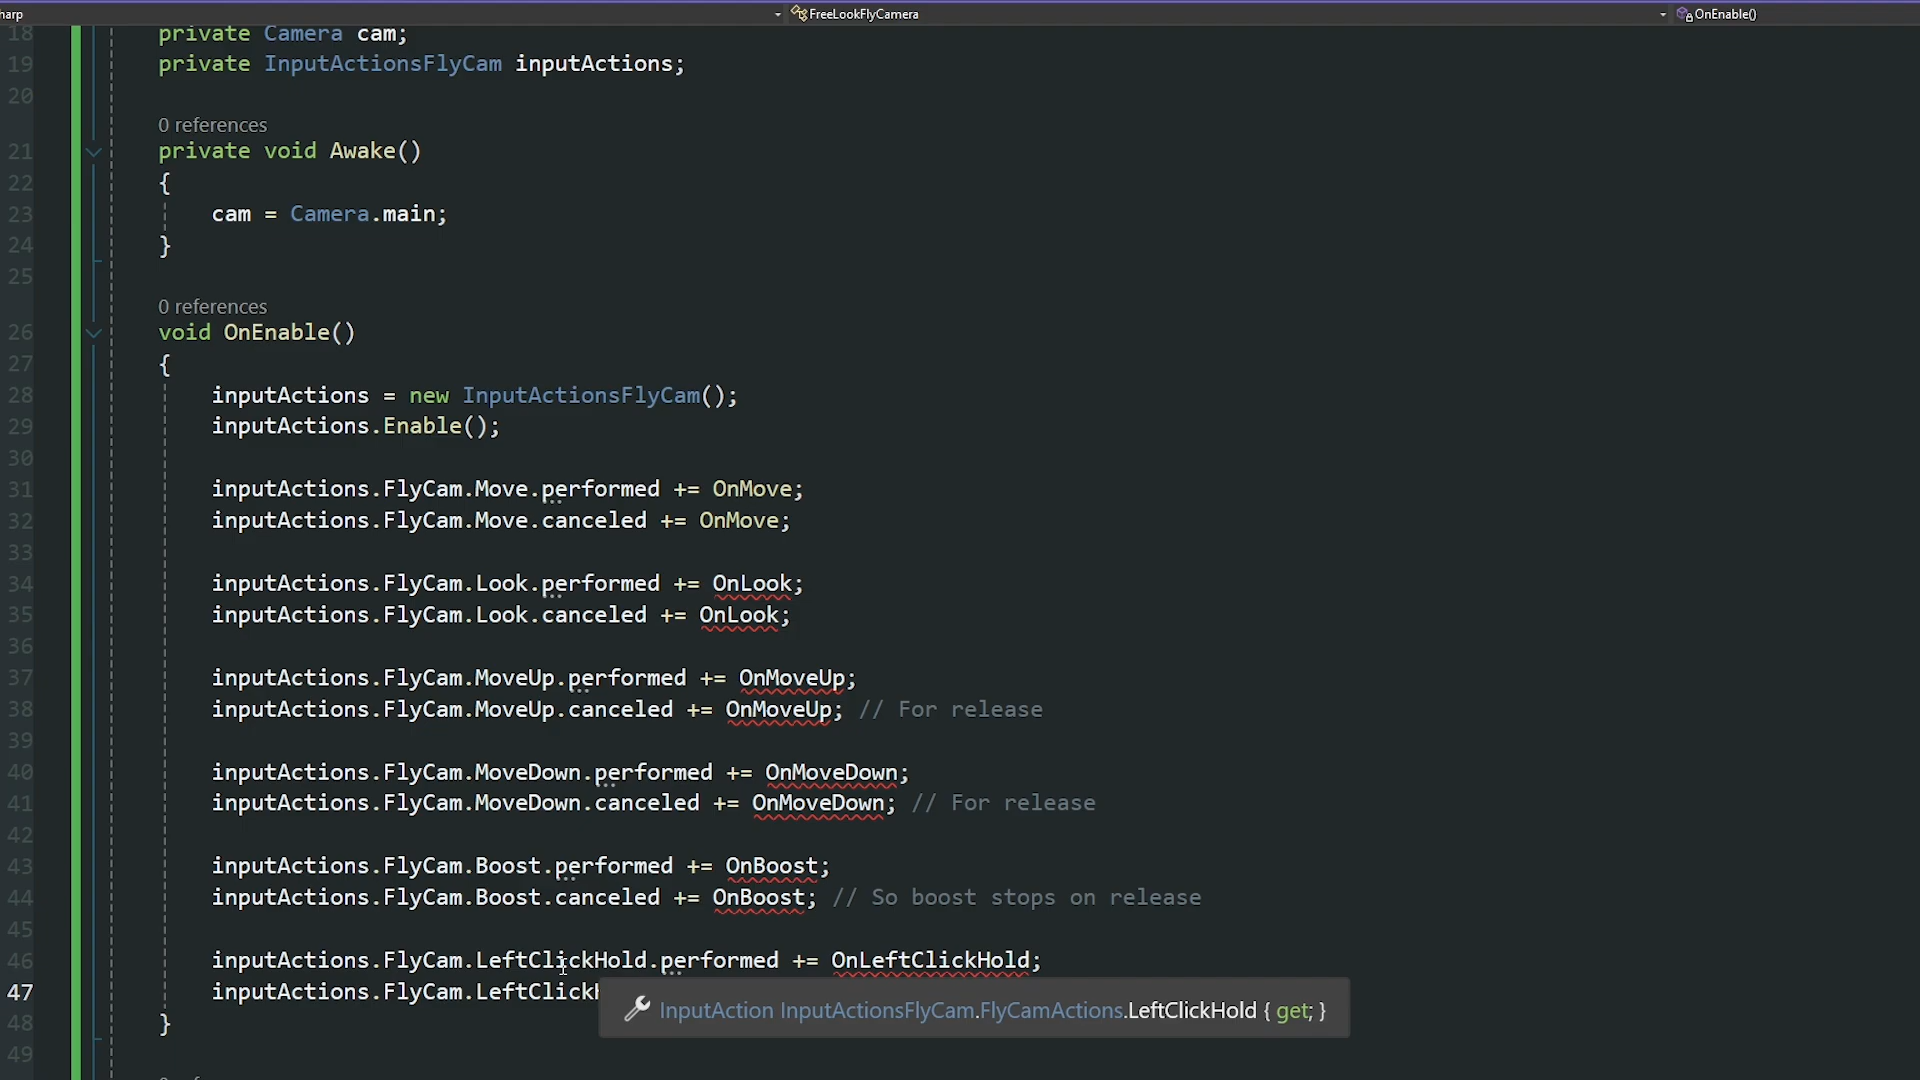 harp FreeLookFlyCamera OnEnable()
18 private Camera cam;
19 private InputActionsFlyCam inputActions;
20
0 references
21 private void Awake()
22 {
23 cam = Camera.main;
24 }
25
0 references
26 void OnEnable()
27 {
28 inputActions = new InputActionsFlyCam();
29 inputActions.Enable();
30
31 inputActions.FlyCam.Move.performed += OnMove;
32 inputActions.FlyCam.Move.canceled += OnMove;
33
34 inputActions.FlyCam.Look.performed += OnLook;
35 inputActions.FlyCam.Look.canceled += OnLook;
36
37 inputActions.FlyCam.MoveUp.performed += OnMoveUp;
38 inputActions.FlyCam.MoveUp.canceled += OnMoveUp; // For release
39
40 inputActions.FlyCam.MoveDown.performed += OnMoveDown;
41 inputActions.FlyCam.MoveDown.canceled += OnMoveDown; // For release
42
43 inputActions.FlyCam.Boost.performed += OnBoost;
44 inputActions.FlyCam.Boost.canceled += OnBoost; // So boost stops on release
45
46 inputActions.FlyCam.LeftClickHold.performed += OnLeftClickHold;
47 inputActions.FlyCam.LeftClick
InputAction InputActionsFlyCam.FlyCamActions.LeftClickHold { get; }
48 }
49